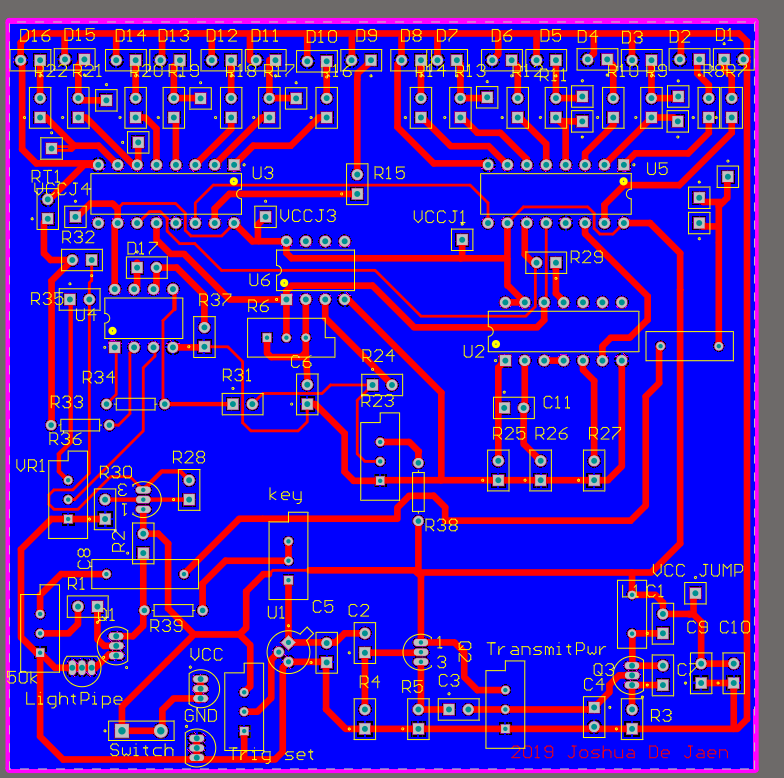 D16 D15 D14 D13 D12 D11 D10 D9 D8 D7 D6 D5 D4 D3 D2 D1
R22 R21 R20 R19 R18 R17 R16 R14 R13 R12 R11 R10 R9 R8 R7
RT1 U3 R15 U5
VCCJ4 VCCJ3 VCCJ1
R32 D17 U6 R29
R35 U4 R37 R6 U2
C6 R24
R34 R31 R23
R33 C11
R36 R25 R26 R27
VR1 R30 R28
key
3
1
R2 R38
C8
R1 R39 U1 C5 C2 VCC JUMP
Q1 C1 C9 C10
1
3
VCC TransmitPwr
50k LightPipe R4 R5 C3 Q3 C7
C4
GND R3
Switch Trig set 2019 Joshua De Jaen